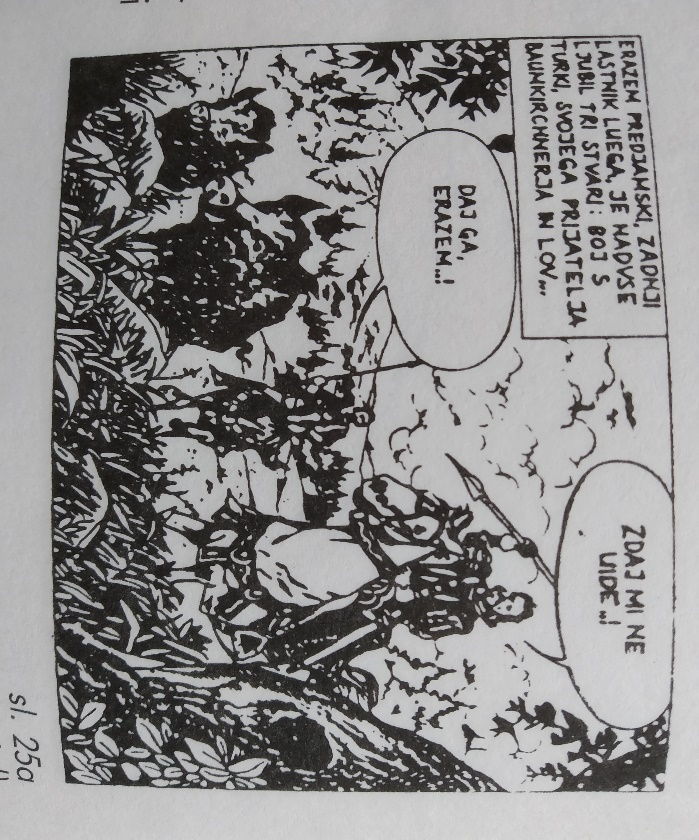 ERAZEM PREDJAMSKI, ZADNJI
LASTNIK LUEGA, JE NADVSE
LJUBIL TRI STVARI: BOJ S
TURKI, SVOJEGA PRIJATELJA
BAUMKIRCHNERJA IN LOV...
DAJ GA,
ERAZEM..!
ZDAJ MI NE
UIDE..!
sl. 25a